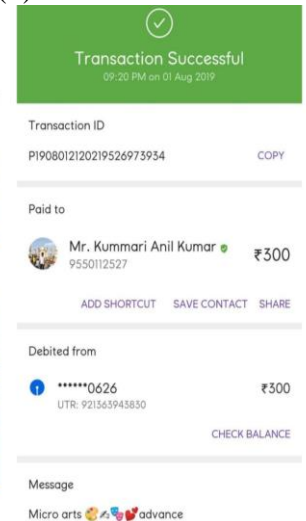 Transaction Successful
09:20 PM on 01 Aug 2019
Transaction ID
P1908012120219526973934 COPY
Paid to
Mr. Kummari Anil Kumar ₹300
9550112527
ADD SHORTCUT SAVE CONTACT SHARE
Debited from
******0626 ₹300
UTR: 921363943830
CHECK BALANCE
Message
Micro arts 🎨✍🎭💕advance